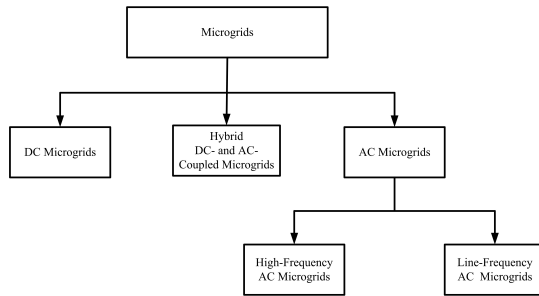 Microgrids
DC Microgrids
Hybrid
DC- and AC-
Coupled Microgrids
AC Microgrids
High-Frequency
AC Microgrids
Line-Frequency
AC Microgrids